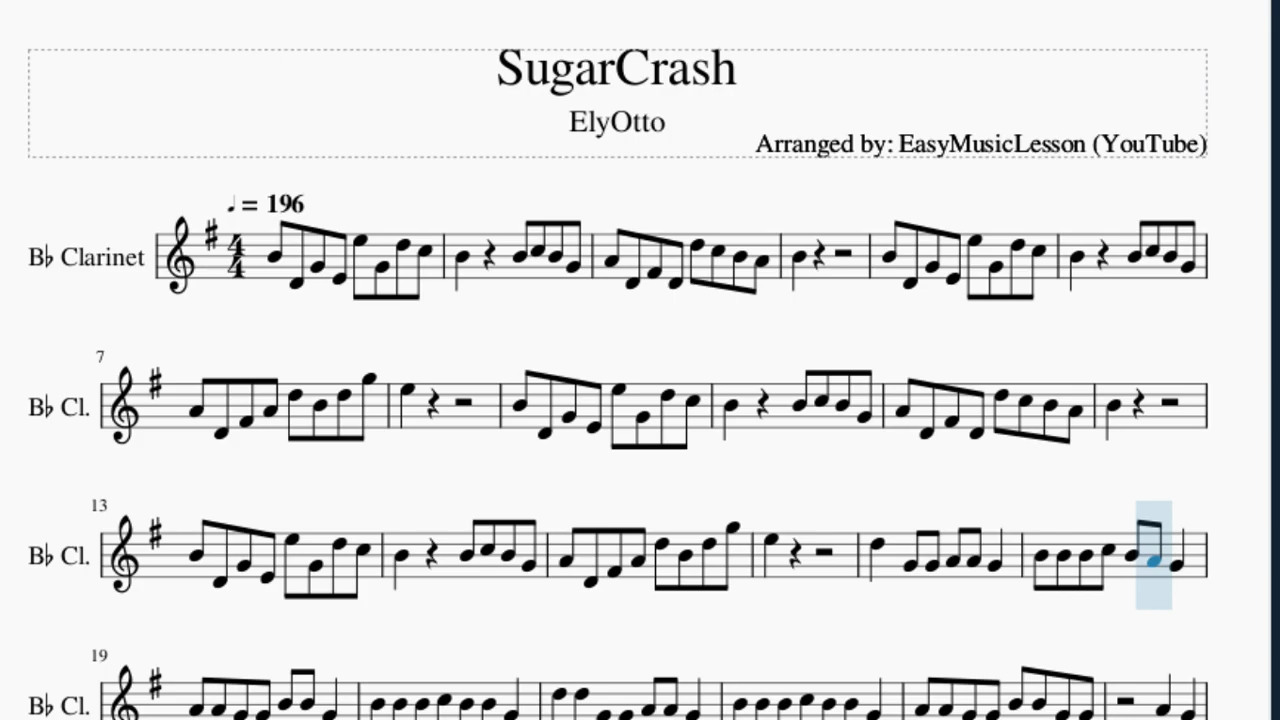 SugarCrash
ElyOtto
Arranged by: EasyMusicLesson (YouTube)
♩ = 196
B♭ Clarinet
4/4
7
B♭ Cl.
13
B♭ Cl.
19
B♭ Cl.